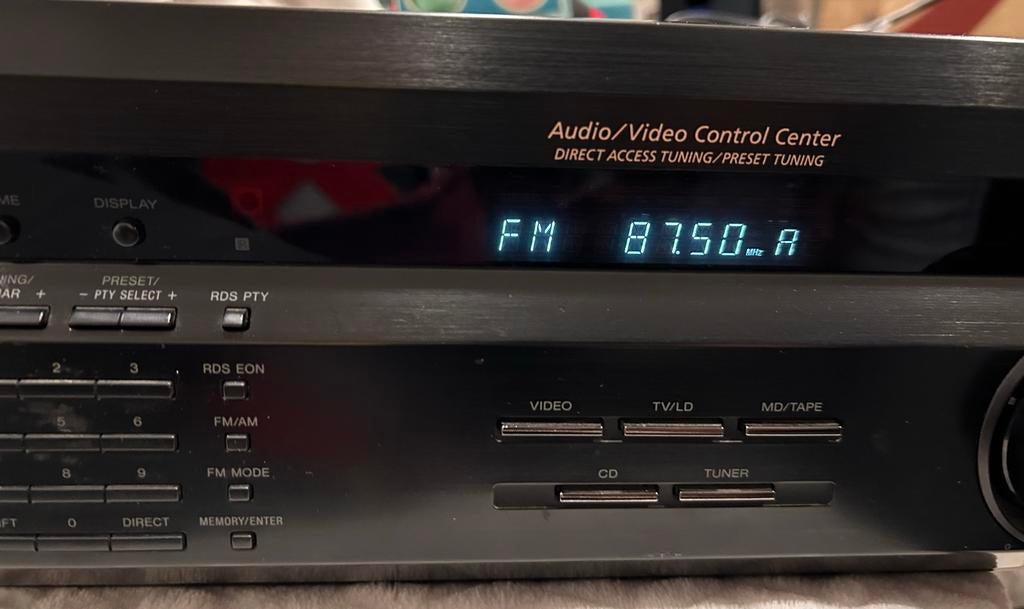 Audio/Video Control Center
DIRECT ACCESS TUNING/PRESET TUNING
DISPLAY
FM 87.50 MHz A
PRESET/
- PTY SELECT +
+
RDS PTY
2 3
RDS EON
5 6
FM/AM
8 9
FM MODE
0 DIRECT
MEMORY/ENTER
VIDEO TV/LD MD/TAPE
CD TUNER